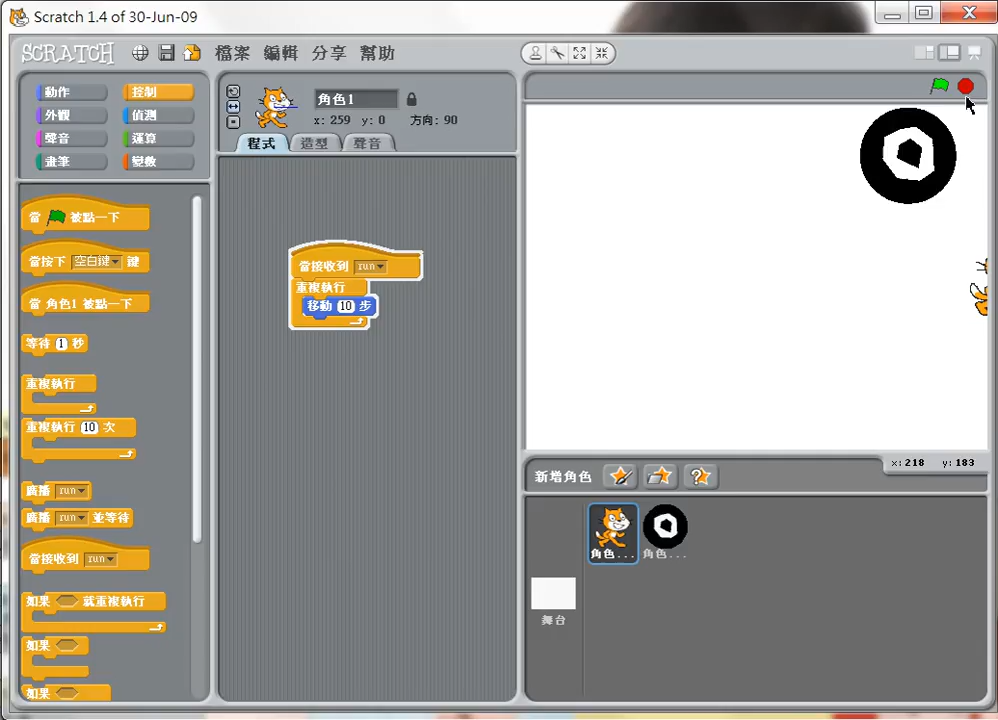 Scratch 1.4 of 30-Jun-09
SCRATCH 檔案 編輯 分享 幫助
動作 控制
外觀 偵測
聲音 運算
畫筆 變數
角色1
x: 259 y: 0 方向: 90
程式 造型 聲音
當 被點一下
當按下 空白鍵 鍵
當 角色1 被點一下
等待 1 秒
重複執行
重複執行 10 次
廣播 run
廣播 run 並等待
當接收到 run
如果 就重複執行
如果
如果
當接收到 run
重複執行
移動 10 步
x: 218 y: 183
新增角色
角色... 角色...
舞台